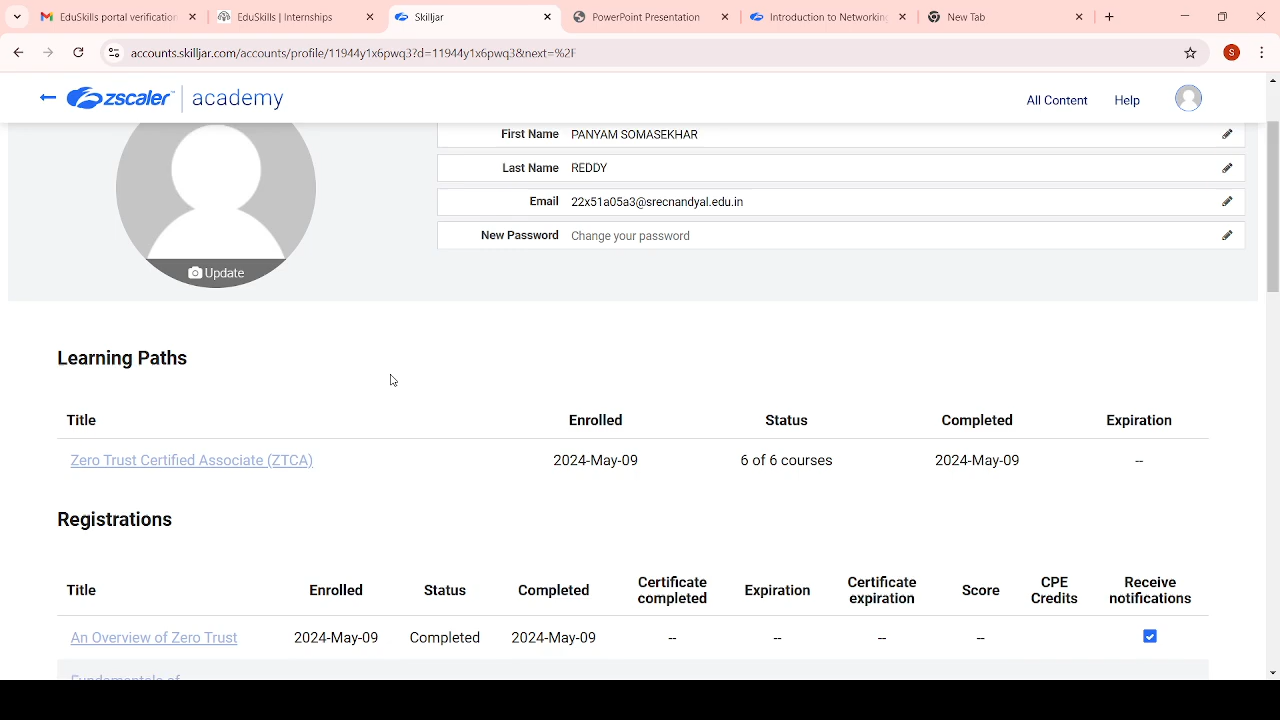 EduSkills portal verification
EduSkills | Internships
Skilljar
PowerPoint Presentation
Introduction to Networking
New Tab
accounts.skilljar.com/accounts/profile/11944y1x6pwq3?d=11944y1x6pwq3&next=%2F
S
zscaler™ academy
All Content
Help
First Name PANYAM SOMASEKHAR
Last Name REDDY
Email 22x51a05a3@srecnandyal.edu.in
New Password Change your password
Update
Learning Paths
Title Enrolled Status Completed Expiration
Zero Trust Certified Associate (ZTCA) 2024-May-09 6 of 6 courses 2024-May-09 --
Registrations
Title Enrolled Status Completed Certificate completed Expiration Certificate expiration Score CPE Credits Receive notifications
An Overview of Zero Trust 2024-May-09 Completed 2024-May-09 -- -- -- --
Fundamentals of